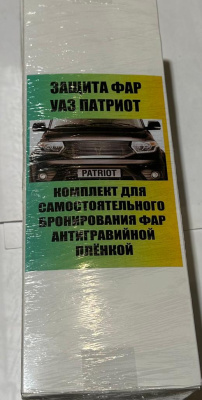 ЗАЩИТА ФАР
УАЗ ПАТРИОТ
PATRIOT
КОМПЛЕКТ ДЛЯ
САМОСТОЯТЕЛЬНОГО
БРОНИРОВАНИЯ ФАР
АНТИГРАВИЙНОЙ
ПЛЁНКОЙ